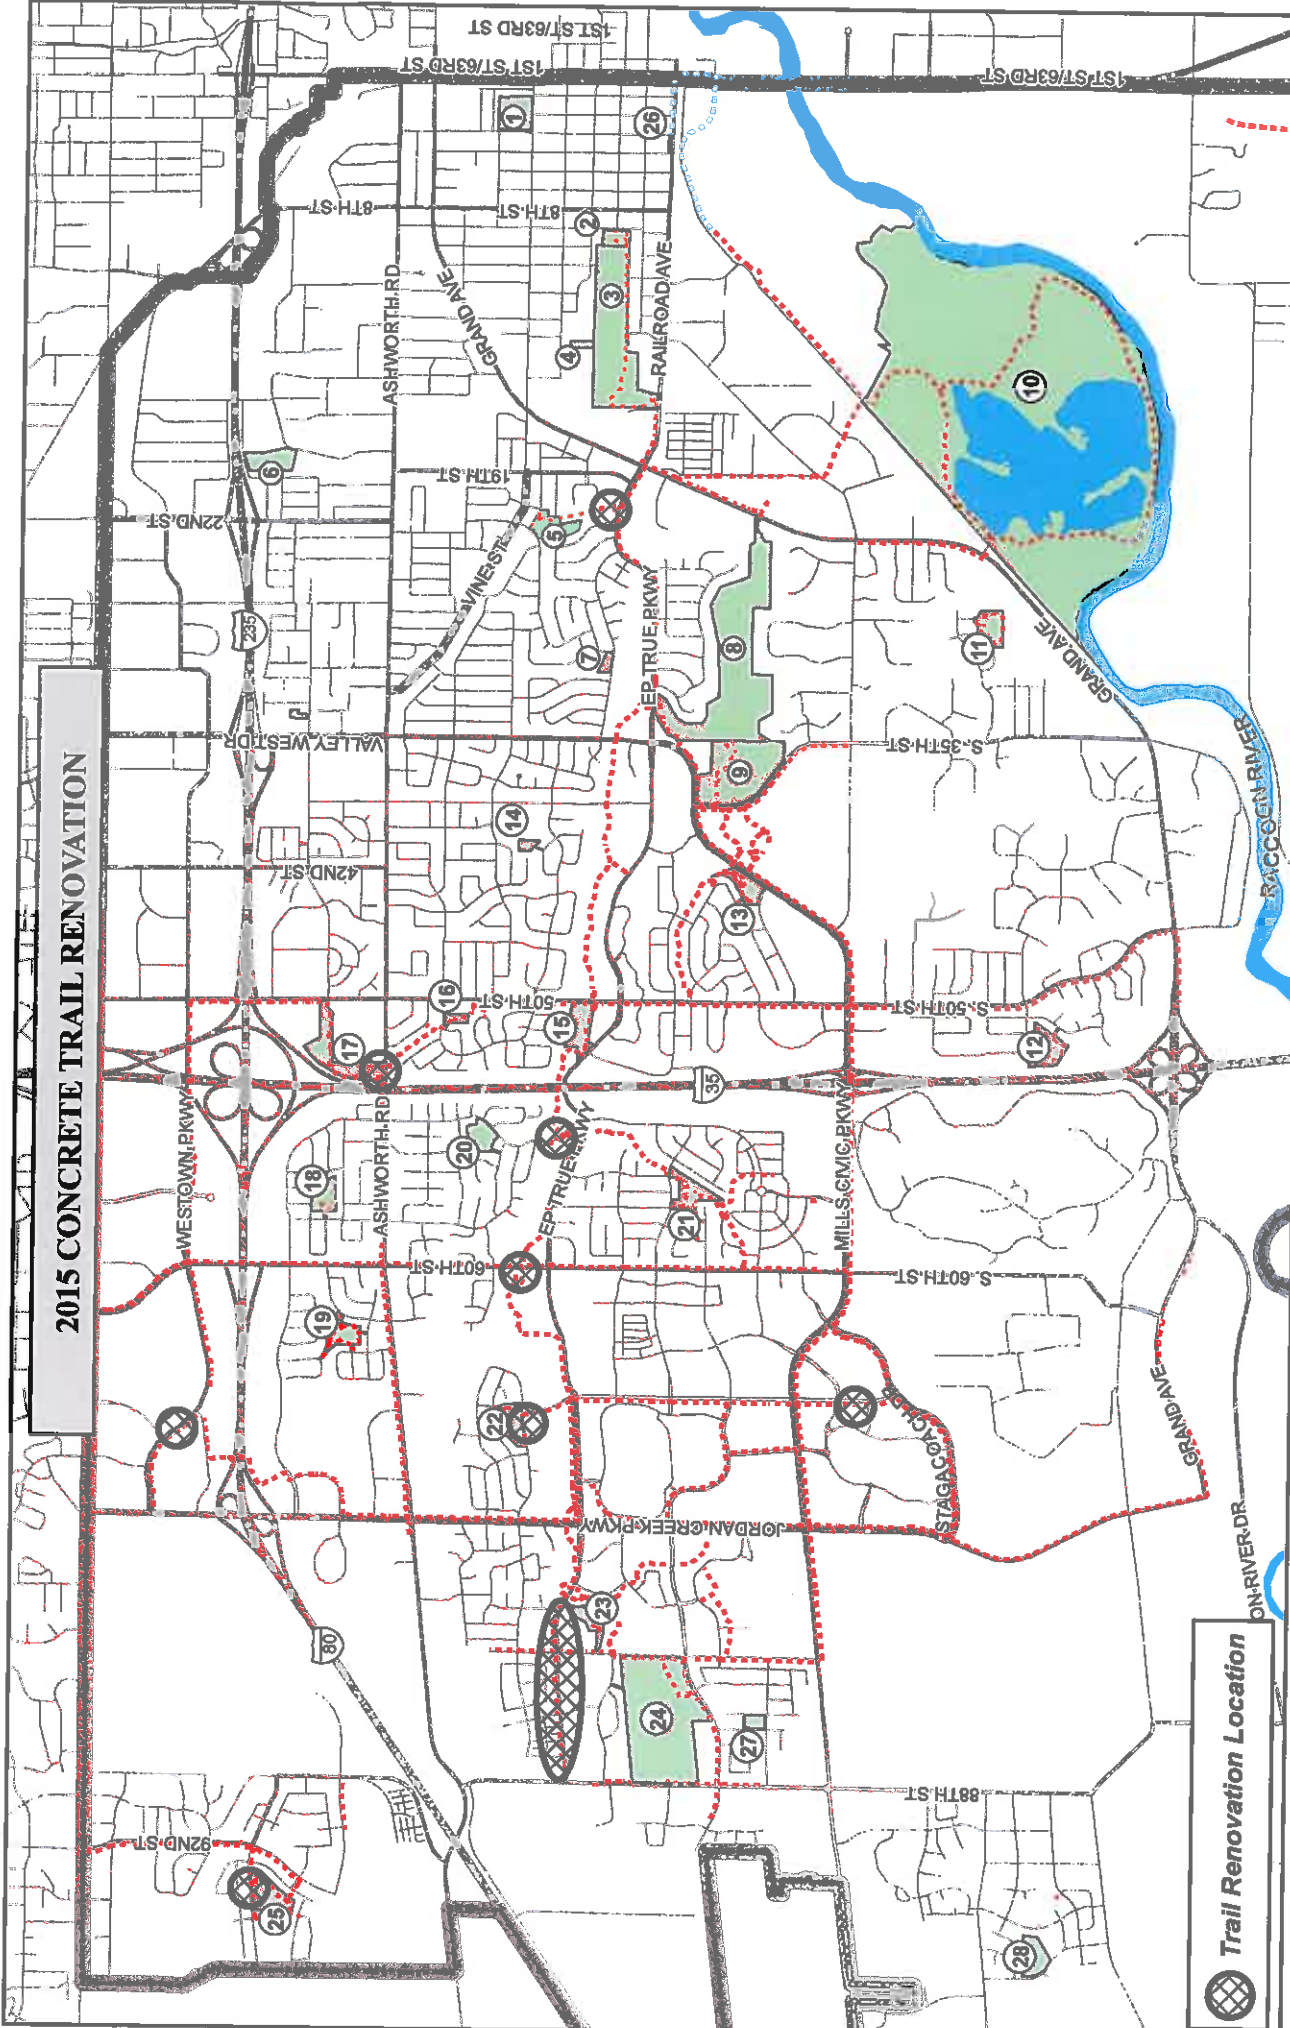 2015 CONCRETE TRAIL RENOVATION
1ST ST/63RD ST
1ST ST/63RD ST
1ST ST/63RD ST
8TH ST
8TH ST
ASHWORTH RD
GRAND AVE
RAILROAD AVE
19TH ST
22ND ST
VINE ST
235
EP TRUE PKWY
VALLEY WEST DR
S. 35TH ST
GRAND AVE
RACCOON RIVER
42ND ST
50TH ST
S. 50TH ST
WESTOWN PKWY
ASHWORTH RD
35
EP TRUE PKWY
MILLS CIVIC PKWY
60TH ST
S. 60TH ST
GRAND AVE
STAGACOACH DR
JORDAN CREEK PKWY
ON RIVER DR
80
88TH ST
92ND ST
1
2
3
4
5
6
7
8
9
10
11
12
13
14
15
16
17
18
19
20
21
22
23
24
25
26
27
28
Trail Renovation Location